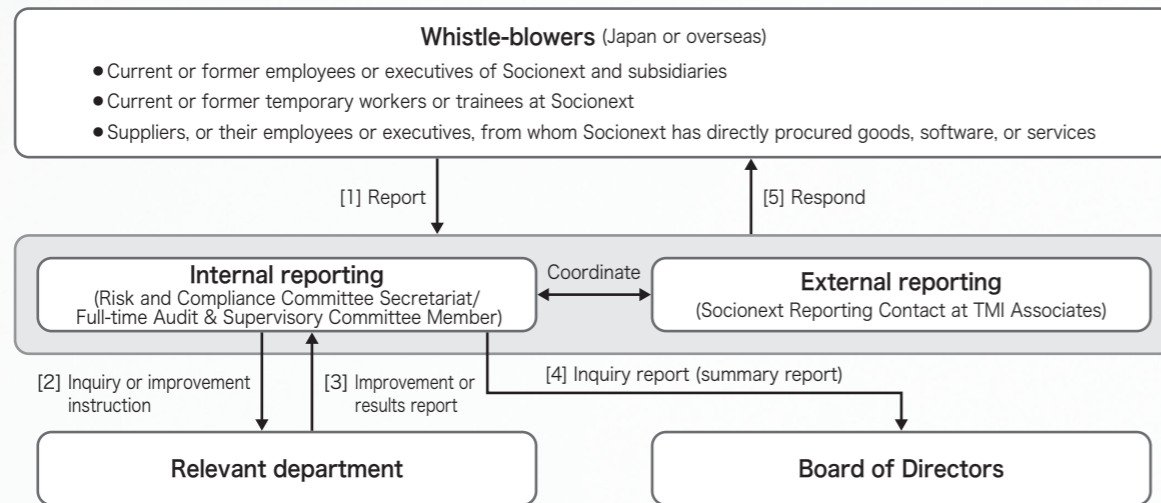 Whistle-blowers (Japan or overseas)
●Current or former employees or executives of Socionext and subsidiaries
●Current or former temporary workers or trainees at Socionext
●Suppliers, or their employees or executives, from whom Socionext has directly procured goods, software, or services
[1] Report
[5] Respond
Internal reporting
(Risk and Compliance Committee Secretariat/
Full-time Audit & Supervisory Committee Member)
Coordinate
External reporting
(Socionext Reporting Contact at TMI Associates)
[2] Inquiry or improvement
instruction
[3] Improvement or
results report
[4] Inquiry report (summary report)
Relevant department
Board of Directors